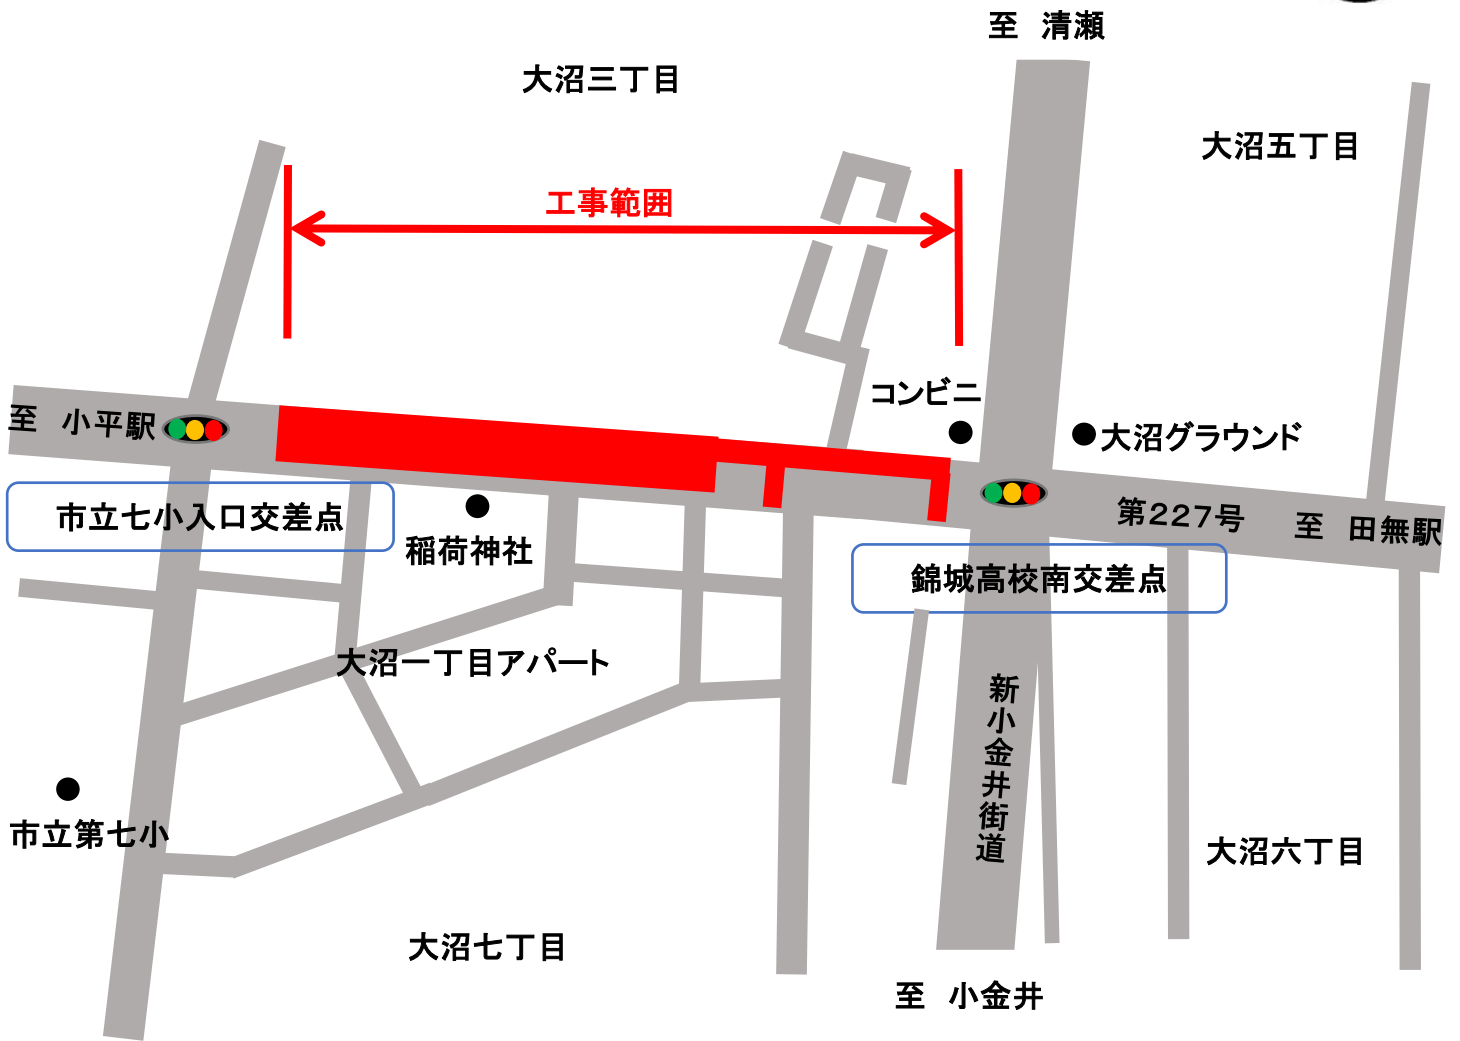 至　清瀬
大沼三丁目
大沼五丁目
工事範囲
コンビニ
至　小平駅
大沼グラウンド
第２２７号　至　田無駅
市立七小入口交差点
稲荷神社
錦城高校南交差点
大沼一丁目アパート
新小金井街道
市立第七小
大沼六丁目
大沼七丁目
至　小金井